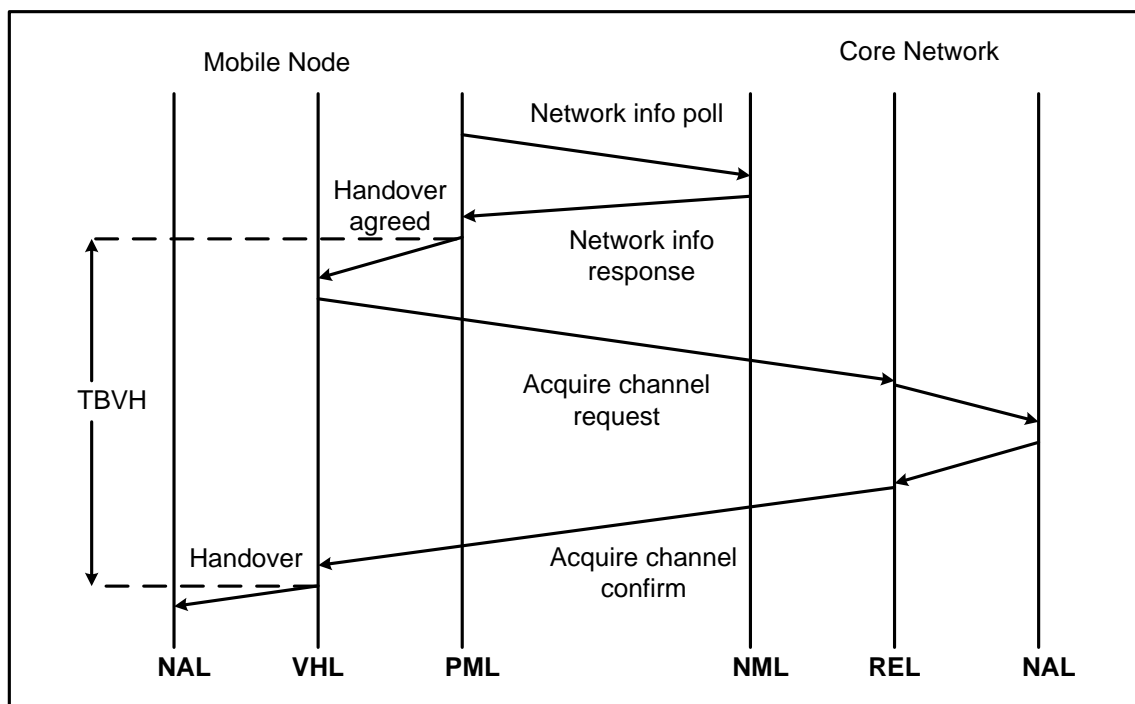 Mobile Node
Core Network
Network info poll
Handover
agreed
Network info
response
TBVH
Acquire channel
request
Handover
Acquire channel
confirm
NAL
VHL
PML
NML
REL
NAL